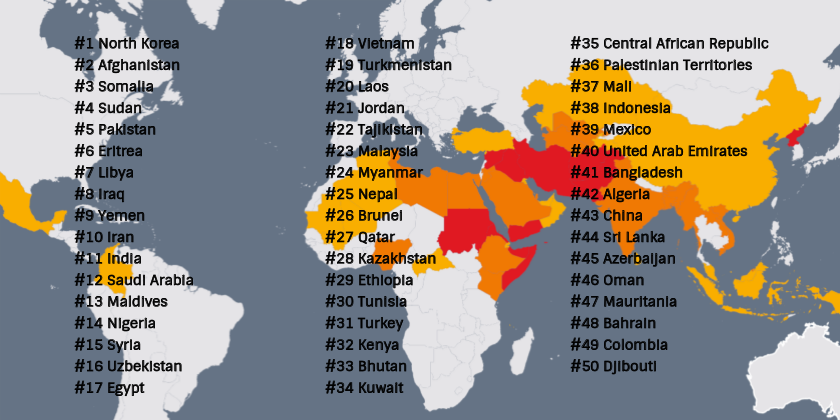 #1 North Korea
#2 Afghanistan
#3 Somalia
#4 Sudan
#5 Pakistan
#6 Eritrea
#7 Libya
#8 Iraq
#9 Yemen
#10 Iran
#11 India
#12 Saudi Arabia
#13 Maldives
#14 Nigeria
#15 Syria
#16 Uzbekistan
#17 Egypt
#18 Vietnam
#19 Turkmenistan
#20 Laos
#21 Jordan
#22 Tajikistan
#23 Malaysia
#24 Myanmar
#25 Nepal
#26 Brunei
#27 Qatar
#28 Kazakhstan
#29 Ethiopia
#30 Tunisia
#31 Turkey
#32 Kenya
#33 Bhutan
#34 Kuwait
#35 Central African Republic
#36 Palestinian Territories
#37 Mali
#38 Indonesia
#39 Mexico
#40 United Arab Emirates
#41 Bangladesh
#42 Algeria
#43 China
#44 Sri Lanka
#45 Azerbaijan
#46 Oman
#47 Mauritania
#48 Bahrain
#49 Colombia
#50 Djibouti